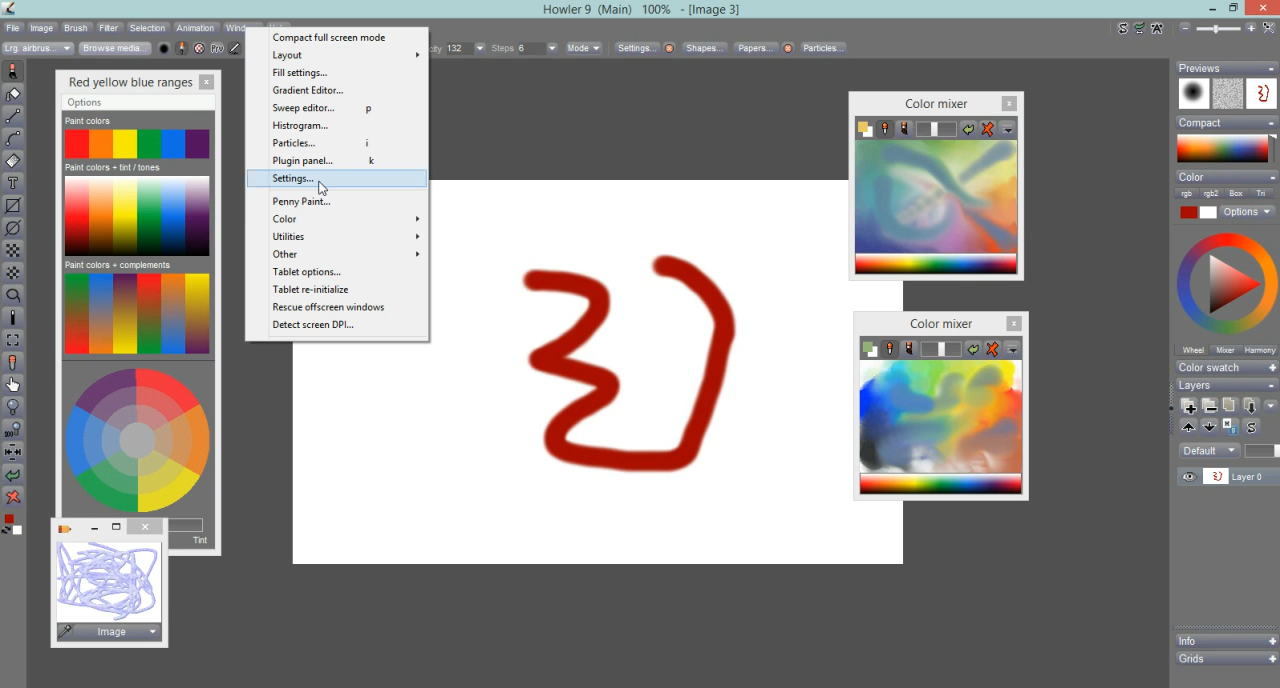 Howler 9 (Main) 100% - [Image 3]
File Image Brush Filter Selection Animation
Lrg. airbrus... Browse media... 132 Steps 6 Mode Settings... Shapes... Papers... Particles...
Compact full screen mode
Layout
Fill settings...
Gradient Editor...
Sweep editor... p
Histrogram...
Particles... i
Plugin panel... k
Settings...
Penny Paint...
Color
Utilities
Other
Tablet options...
Tablet re-initialize
Rescue offscreen windows
Detect screen DPI...
Red yellow blue ranges
Options
Paint colors
Paint colors + tint / tones
Paint colors + complements
Tint
Image
Color mixer
Color mixer
Previews
Compact
Color
rgb rgb2 Box Tri
Options
Wheel Mixer Harmony
Color swatch
Layers
Default
Layer 0
Info
Grids